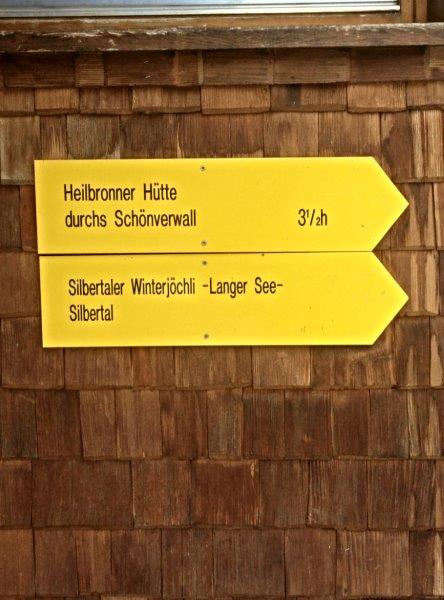 Heilbronner Hütte
durchs Schönverwall 3½h
Silbertaler Winterjöchli -Langer See-
Silbertal